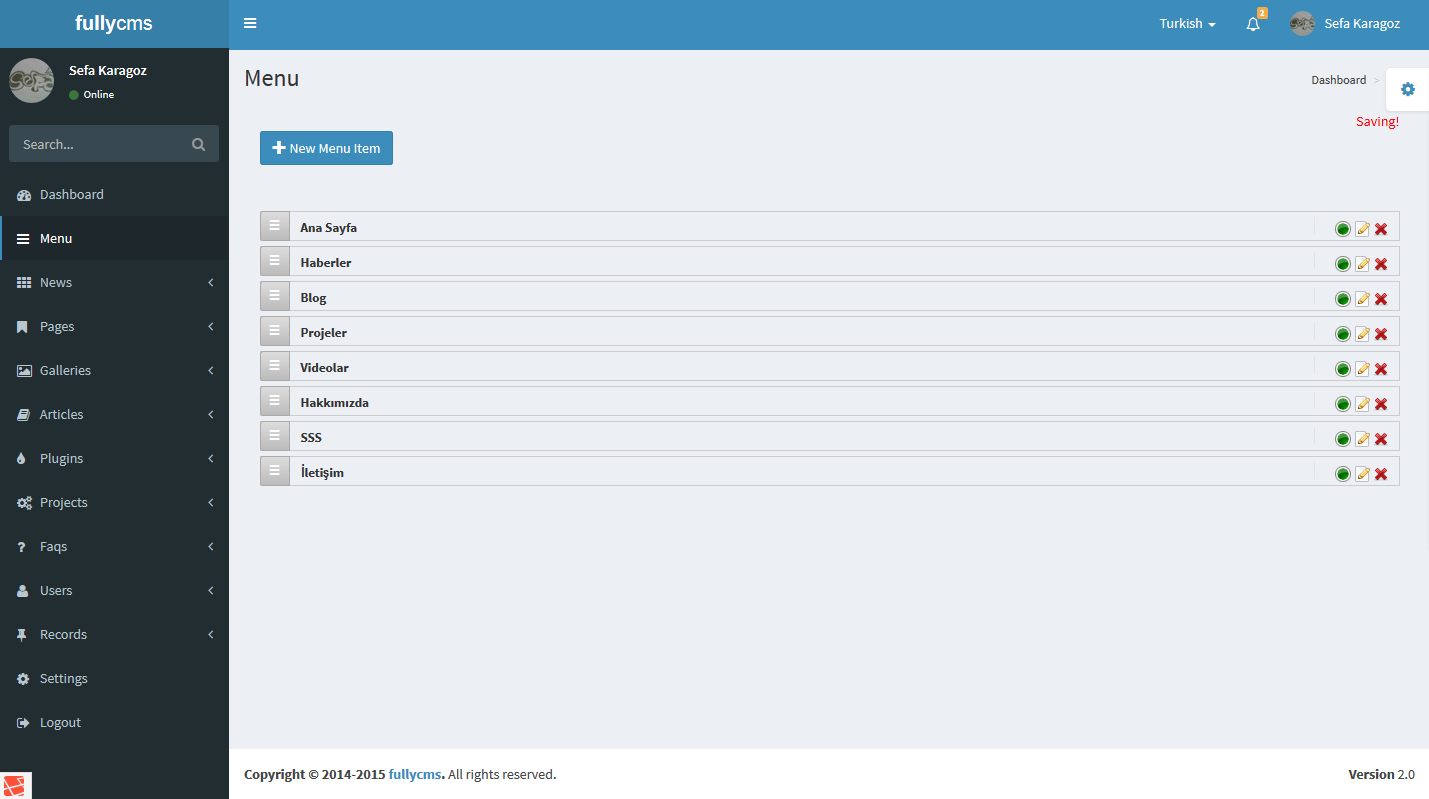 fullycms
Turkish
2
Sefa Karagoz
Sefa Karagoz
Online
Search...
Dashboard
Menu
News
Pages
Galleries
Articles
Plugins
Projects
Faqs
Users
Records
Settings
Logout
Menu
Dashboard >
Saving!
New Menu Item
Ana Sayfa
Haberler
Blog
Projeler
Videolar
Hakkımızda
SSS
İletişim
Copyright © 2014-2015 fullycms. All rights reserved.
Version 2.0